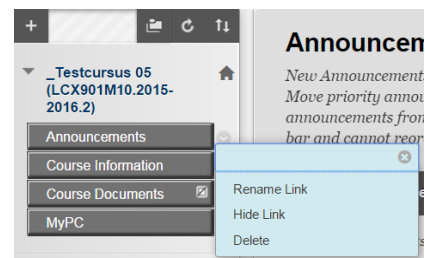 +
Announcem
_Testcursus 05
(LCX901M10.2015-
2016.2)
New Announcement
Move priority annou
announcements from
bar and cannot reor
Announcements
Course Information
Course Documents
MyPC
Rename Link
Hide Link
Delete